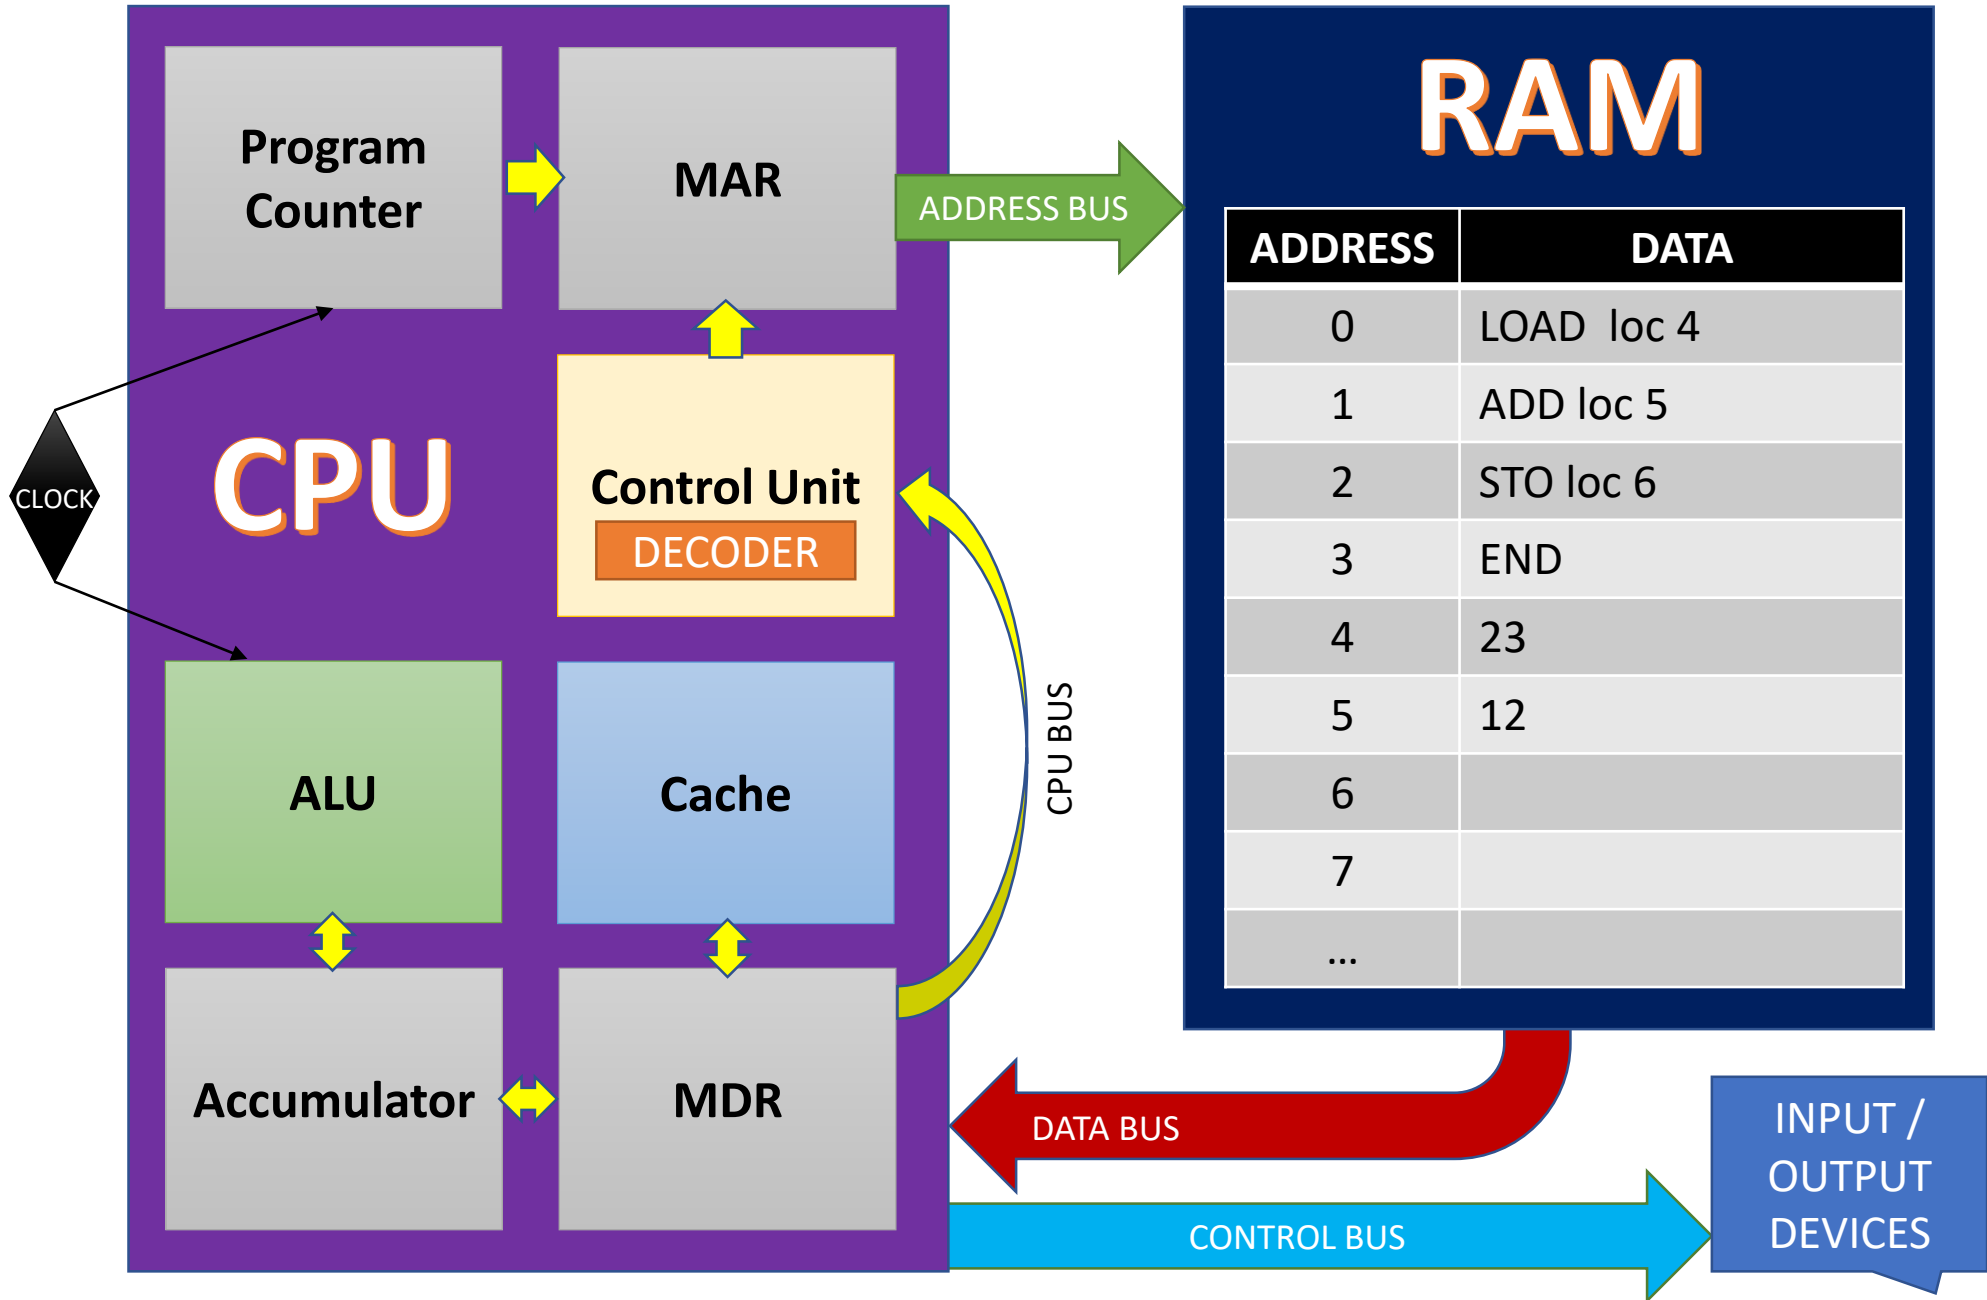 Program
Counter
MAR
ADDRESS BUS
CLOCK
CPU
Control Unit
DECODER
ALU
Cache
CPU BUS
Accumulator
MDR
RAM
ADDRESS DATA
0 LOAD  loc 4
1 ADD loc 5
2 STO loc 6
3 END
4 23
5 12
6
7
...
DATA BUS
CONTROL BUS
INPUT /
OUTPUT
DEVICES